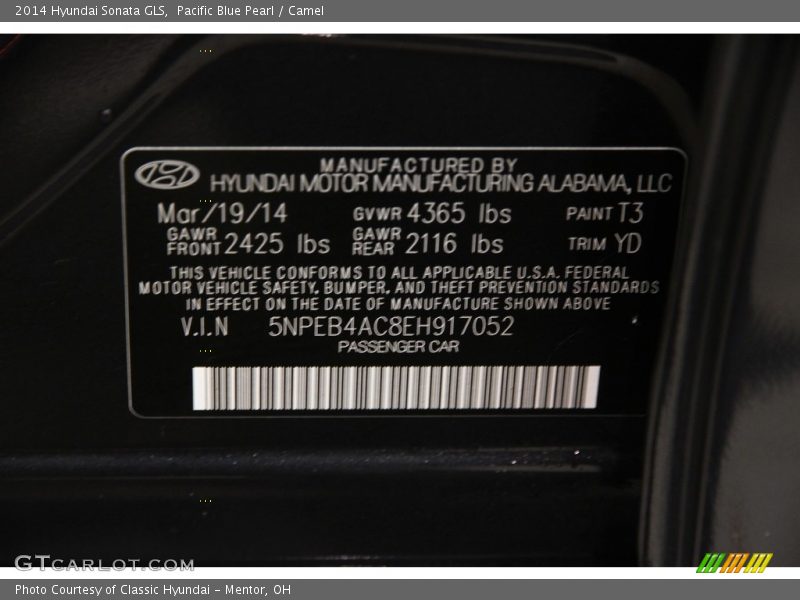 2014 Hyundai Sonata GLS, Pacific Blue Pearl / Camel
MANUFACTURED BY
HYUNDAI MOTOR MANUFACTURING ALABAMA, LLC
Mar/19/14 GVWR 4365 lbs PAINT T3
GAWR FRONT 2425 lbs GAWR REAR 2116 lbs TRIM YD
THIS VEHICLE CONFORMS TO ALL APPLICABLE U.S.A. FEDERAL
MOTOR VEHICLE SAFETY, BUMPER, AND THEFT PREVENTION STANDARDS
IN EFFECT ON THE DATE OF MANUFACTURE SHOWN ABOVE
V.I.N 5NPEB4AC8EH917052
PASSENGER CAR
GTCARLOT.COM
Photo Courtesy of Classic Hyundai - Mentor, OH